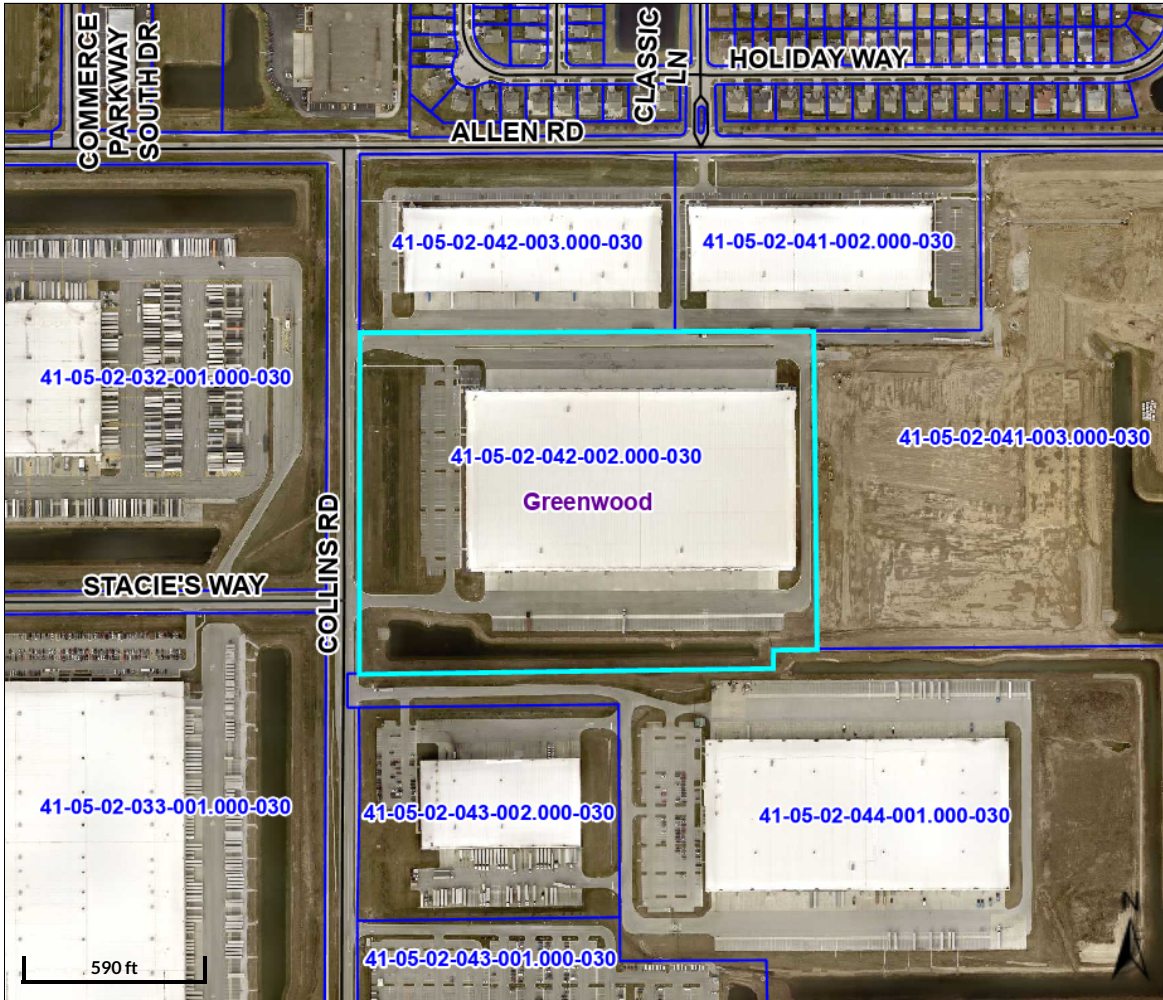 COMMERCE
PARKWAY
SOUTH DR
CLASSIC
LN
HOLIDAY WAY
ALLEN RD
41-05-02-042-003.000-030
41-05-02-041-002.000-030
41-05-02-032-001.000-030
41-05-02-041-003.000-030
41-05-02-042-002.000-030
Greenwood
COLLINS RD
STACIE'S WAY
41-05-02-033-001.000-030
41-05-02-043-002.000-030
41-05-02-044-001.000-030
41-05-02-043-001.000-030
590 ft
N